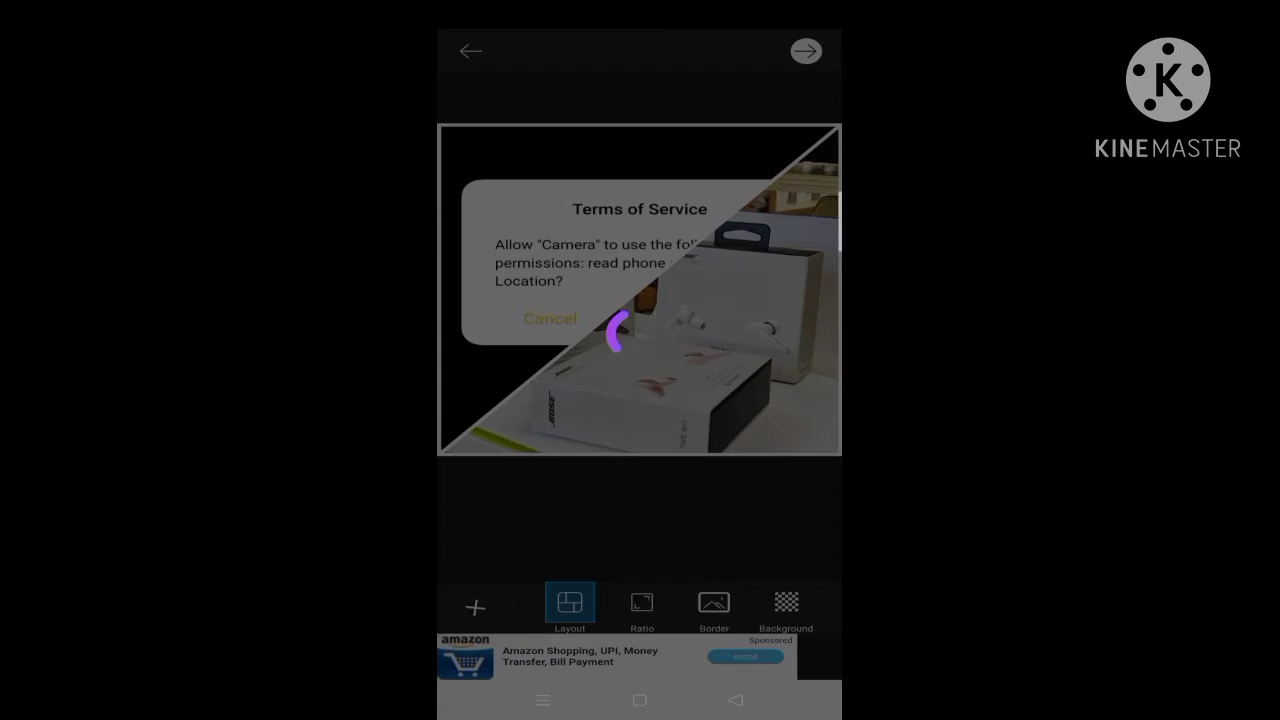 K
KINEMASTER
Terms of Service
Allow "Camera" to use the fol
permissions: read phone
Location?
Cancel
BOSE
Layout
Ratio
Border
Background
amazon
Amazon Shopping, UPI, Money
Transfer, Bill Payment
Sponsored
Install